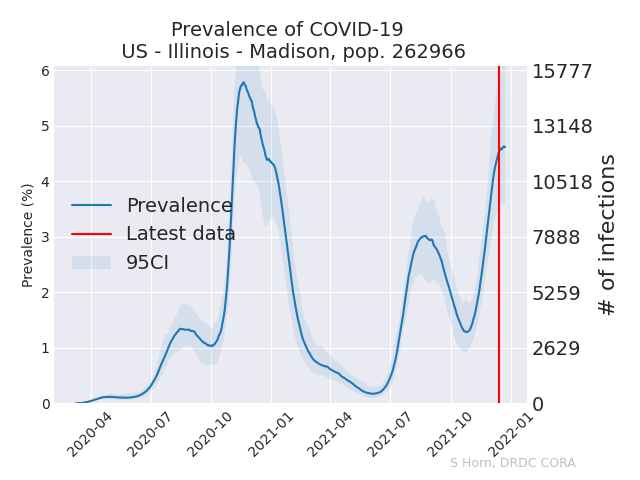 Prevalence of COVID-19
US - Illinois - Madison, pop. 262966
Prevalence (%)
6
5
4
3
2
1
0
Prevalence
Latest data
95CI
15777
13148
10518
7888
5259
2629
0
# of infections
2020-04
2020-07
2020-10
2021-01
2021-04
2021-07
2021-10
2022-01
S Horn, DRDC CORA